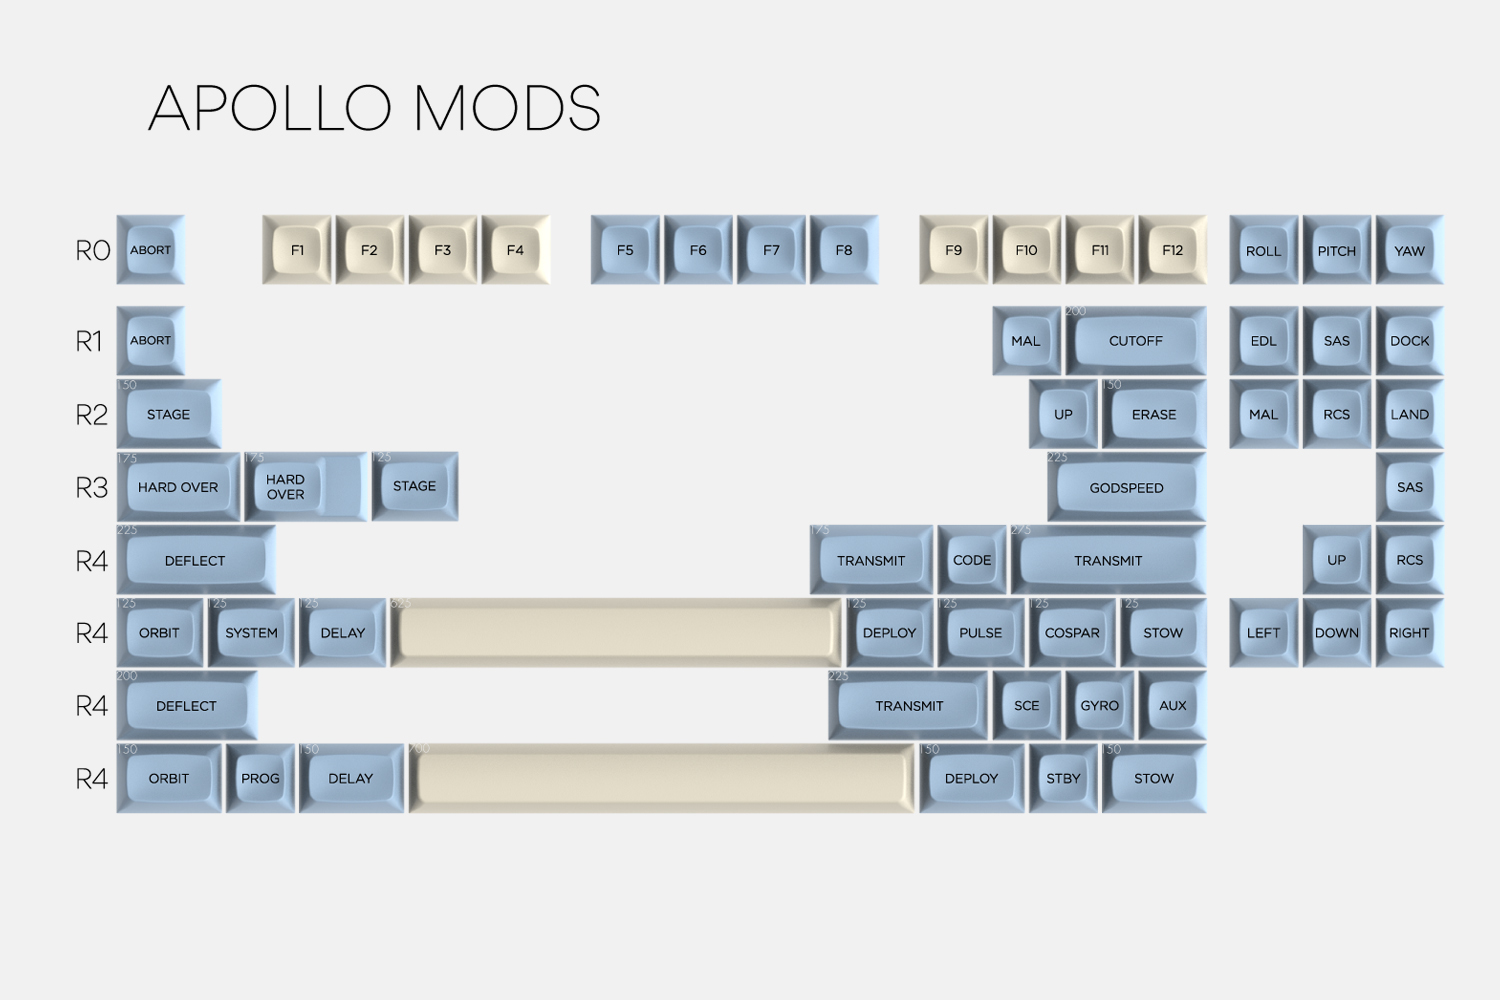 APOLLO MODS
R0 ABORT F1 F2 F3 F4 F5 F6 F7 F8 F9 F10 F11 F12 ROLL PITCH YAW
200
R1 ABORT MAL CUTOFF EDL SAS DOCK
150 150
R2 STAGE UP ERASE MAL RCS LAND
175 175 125 225
R3 HARD OVER HARD OVER STAGE GODSPEED SAS
225 175 275
R4 DEFLECT TRANSMIT CODE TRANSMIT UP RCS
125 125 125 625 125 125 125 125
R4 ORBIT SYSTEM DELAY DEPLOY PULSE COSPAR STOW LEFT DOWN RIGHT
200 225
R4 DEFLECT TRANSMIT SCE GYRO AUX
150 150 700 150 150
R4 ORBIT PROG DELAY DEPLOY STBY STOW